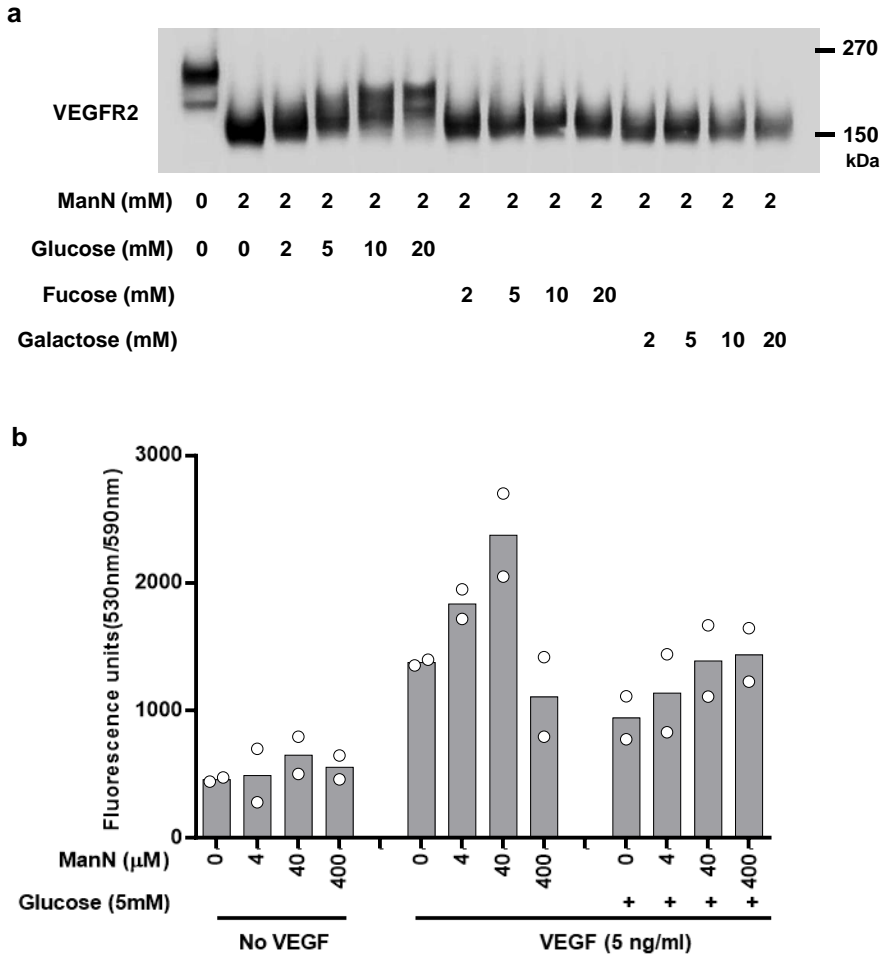 a
270
VEGFR2
150
kDa
ManN (mM) 0 2 2 2 2 2 2 2 2 2 2 2 2 2
Glucose (mM) 0 0 2 5 10 20
Fucose (mM) 2 5 10 20
Galactose (mM) 2 5 10 20
b
Fluorescence units(530nm/590nm)
3000
2000
1000
0
ManN (μM) 0 4 40 400 0 4 40 400 0 4 40 400
Glucose (5mM) + + + +
No VEGF VEGF (5 ng/ml)